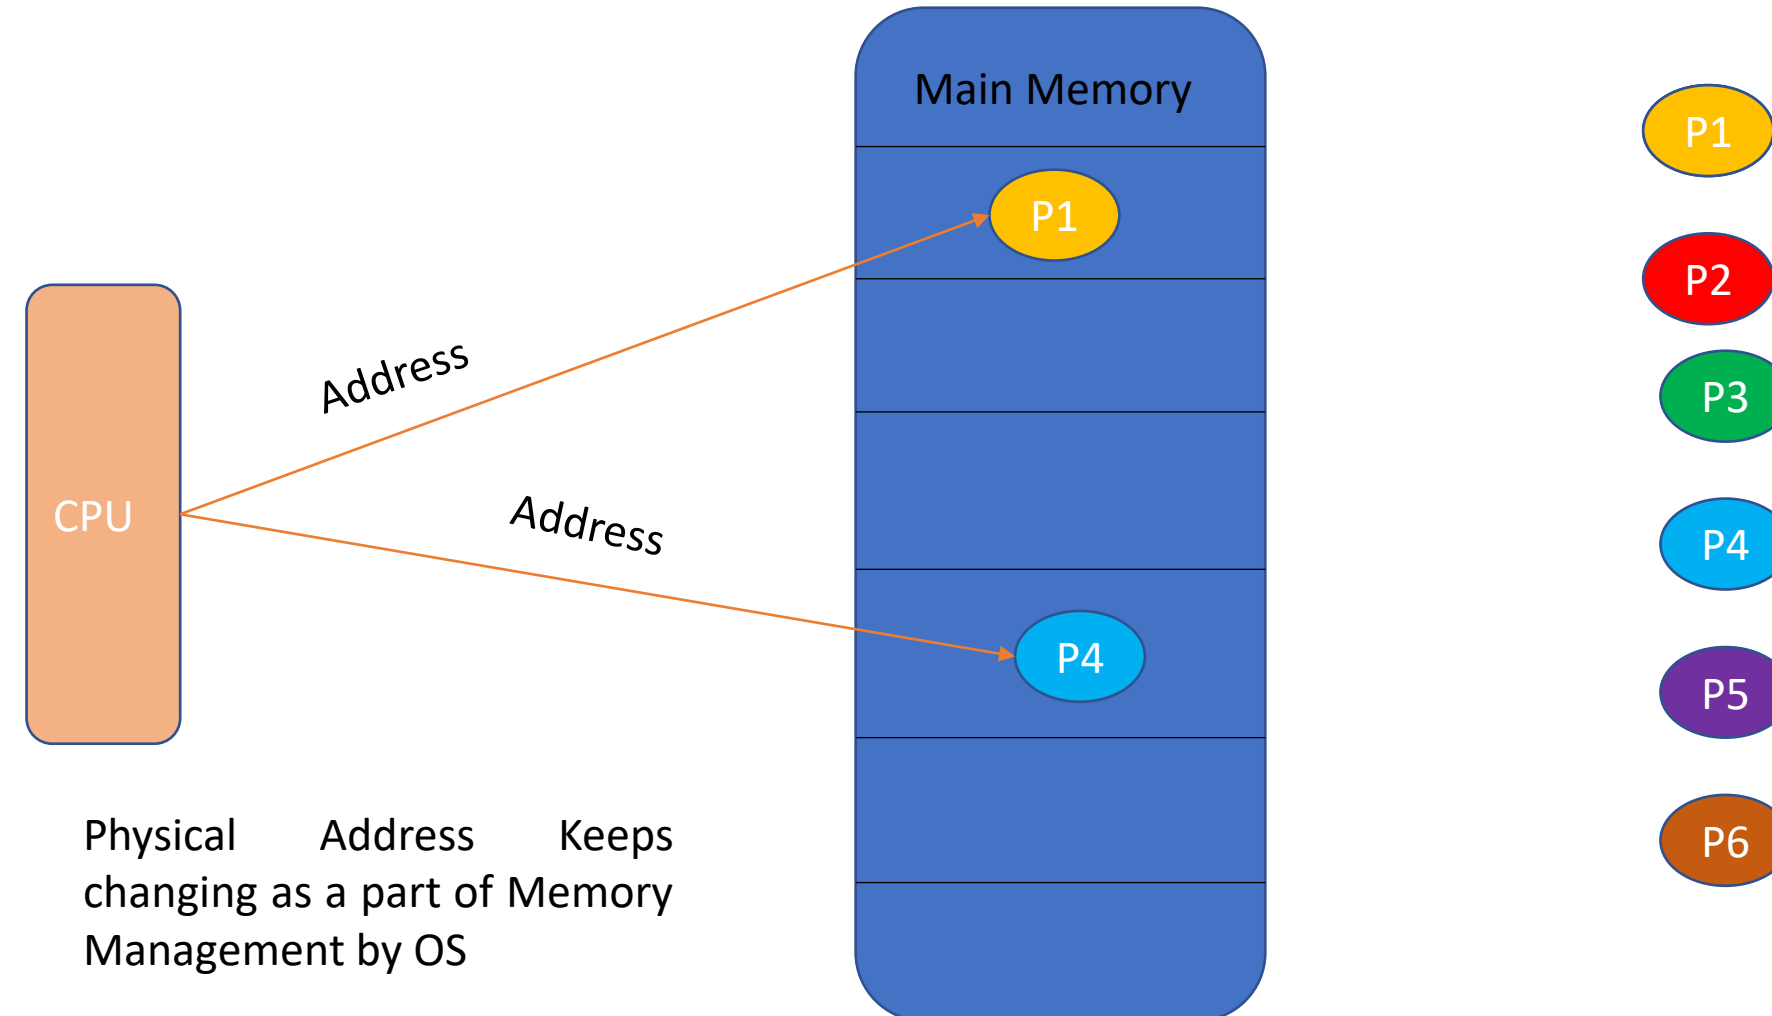 Main Memory
P1
P1
P2
Address
P3
CPU
Address
P4
P4
P5
Physical Address Keeps
changing as a part of Memory
Management by OS
P6